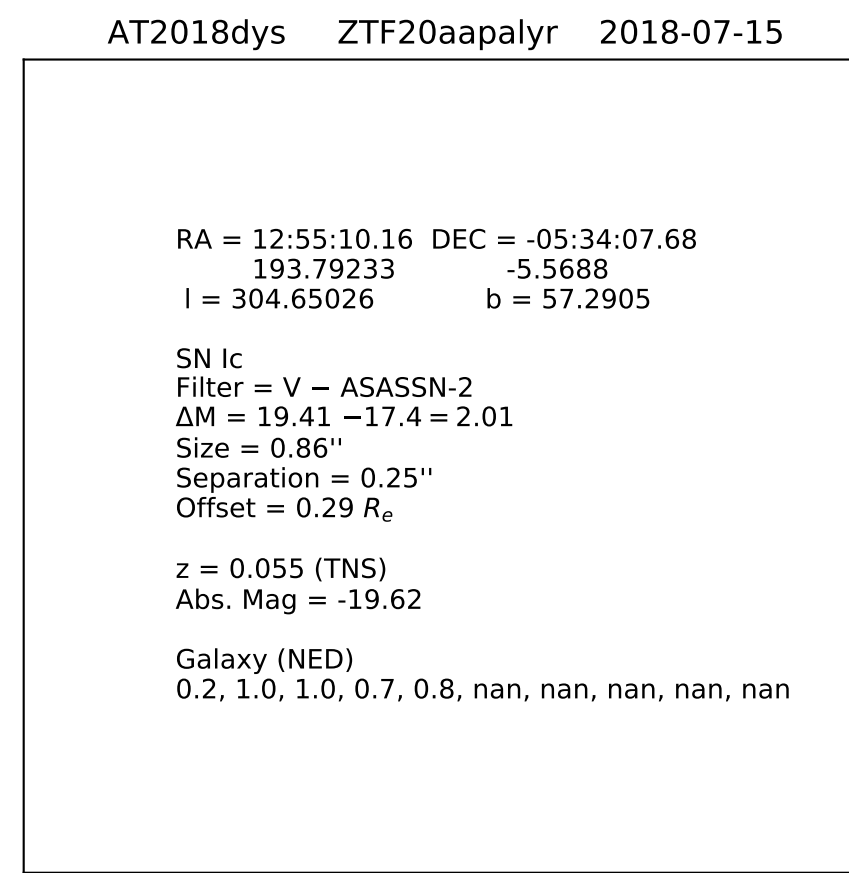 AT2018dys ZTF20aapalyr 2018-07-15
RA = 12:55:10.16 DEC = -05:34:07.68
193.79233 -5.5688
l = 304.65026 b = 57.2905
SN Ic
Filter = V − ASASSN-2
ΔM = 19.41 −17.4 = 2.01
Size = 0.86''
Separation = 0.25''
Offset = 0.29 Rₑ
z = 0.055 (TNS)
Abs. Mag = -19.62
Galaxy (NED)
0.2, 1.0, 1.0, 0.7, 0.8, nan, nan, nan, nan, nan